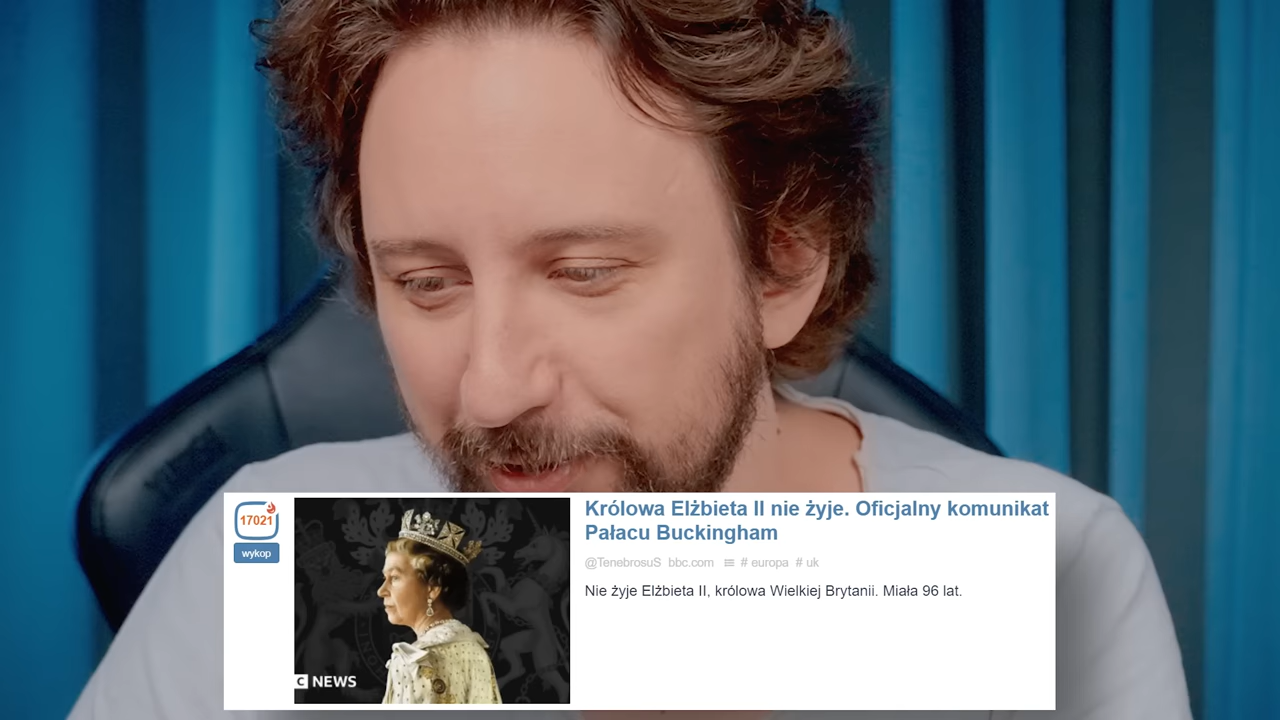 17021
wykop
Królowa Elżbieta II nie żyje. Oficjalny komunikat
Pałacu Buckingham
@TenebrosuS bbc.com # europa # uk
Nie żyje Elżbieta II, królowa Wielkiej Brytanii. Miała 96 lat.
C NEWS